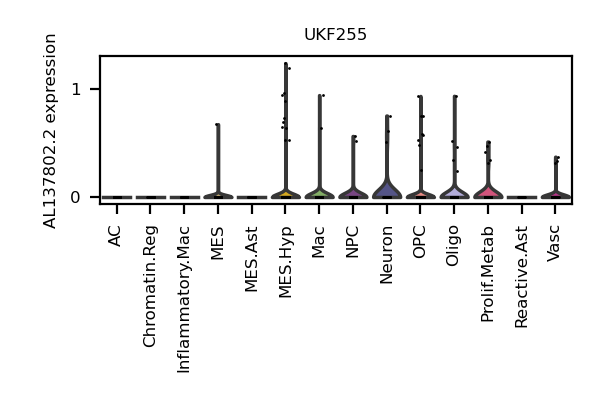 UKF255
AL137802.2 expression
1
0
AC
Chromatin.Reg
Inflammatory.Mac
MES
MES.Ast
MES.Hyp
Mac
NPC
Neuron
OPC
Oligo
Prolif.Metab
Reactive.Ast
Vasc